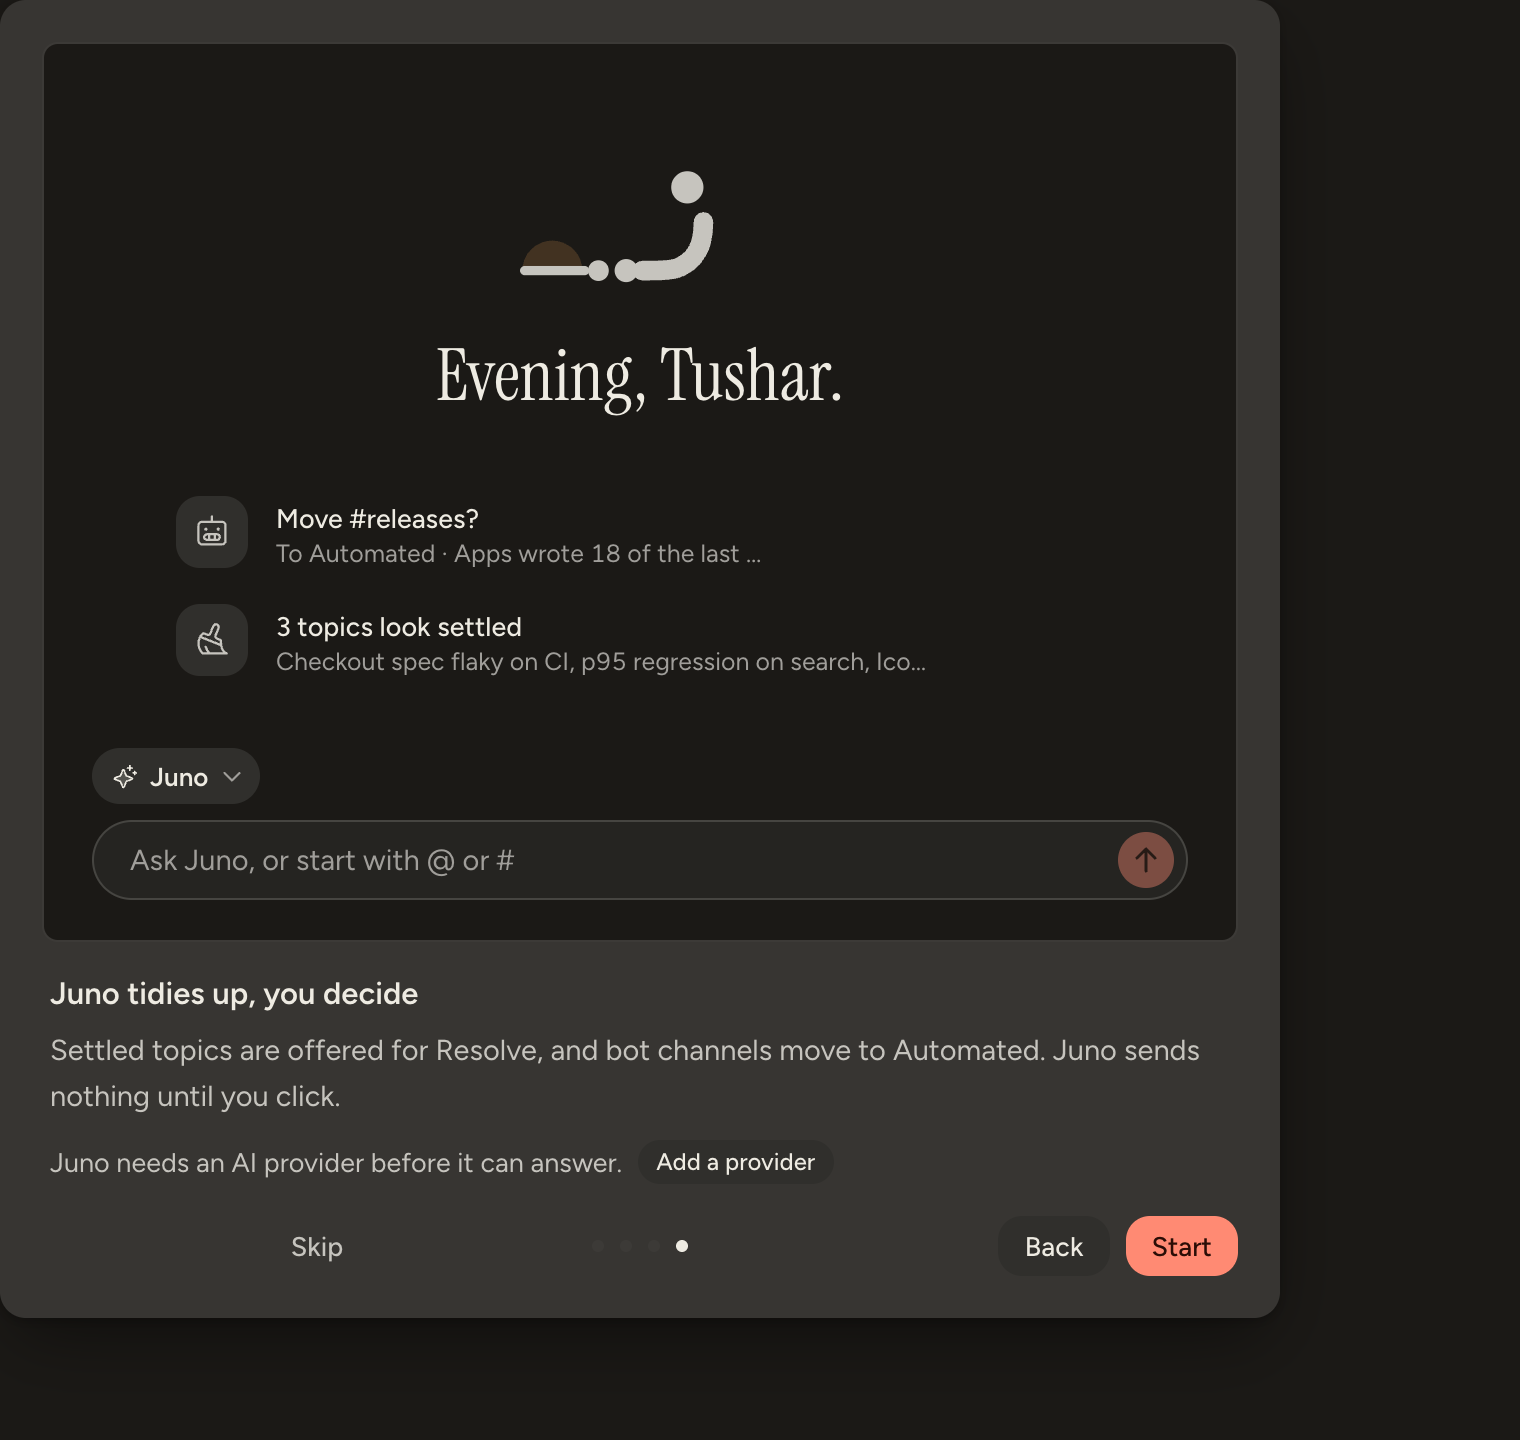 Evening, Tushar.
Move #releases?
To Automated · Apps wrote 18 of the last ...
3 topics look settled
Checkout spec flaky on CI, p95 regression on search, Ico...
Juno
Ask Juno, or start with @ or #
Juno tidies up, you decide
Settled topics are offered for Resolve, and bot channels move to Automated. Juno sends
nothing until you click.
Juno needs an AI provider before it can answer. Add a provider
Skip Back Start